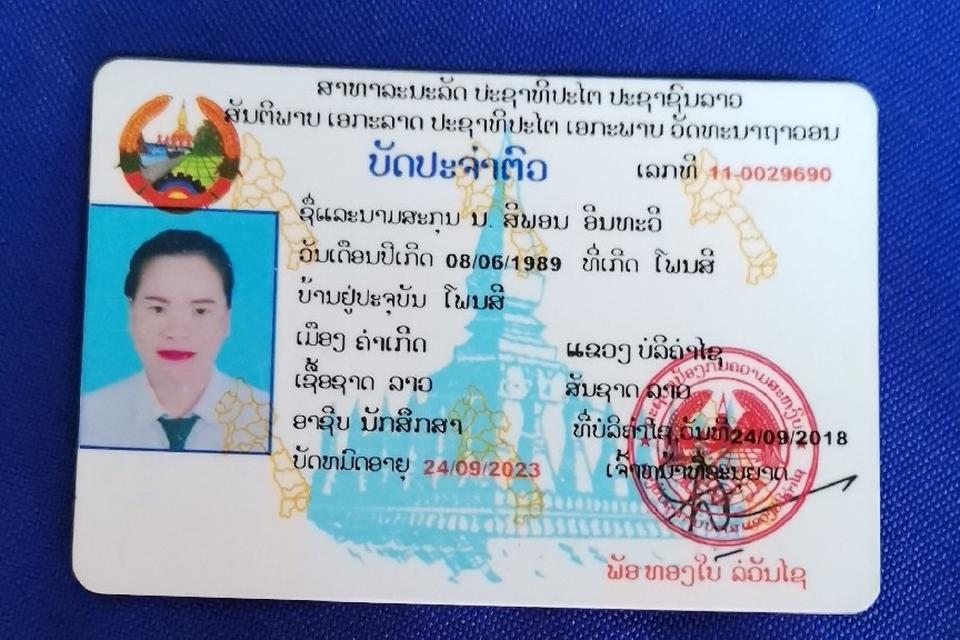 ສາທາລະນະລັດ ປະຊາທິປະໄຕ ປະຊາຊົນລາວ
ສັນຕິພາບ ເອກະລາດ ປະຊາທິປະໄຕ ເອກະພາບ ວັດທະນາຖາວອນ
ບັດປະຈຳຕົວ ເລກທີ 11-0029690
ຊື່ແລະນາມສະກຸນ ນ. ສີພອນ ອິນທະວີ
ວັນເດືອນປີເກີດ 08/06/1989 ທີ່ເກີດ ໂພນສີ
ບ້ານຢູ່ປະຈຸບັນ ໂພນສີ
ເມືອງ ຄຳເກີດ ແຂວງ ບໍລິຄຳໄຊ
ເຊື້ອຊາດ ລາວ ສັນຊາດ ລາວ
ອາຊີບ ນັກສຶກສາ ທີ່ບໍລິຄຳໄຊ, ວັນທີ 24/09/2018
ບັດຫມົດອາຍຸ 24/09/2023 ເຈົ້າຫນ້າທີ່ອະນຸຍາດ
ພັອ ທອງໃບ ລໍວັນໄຊ